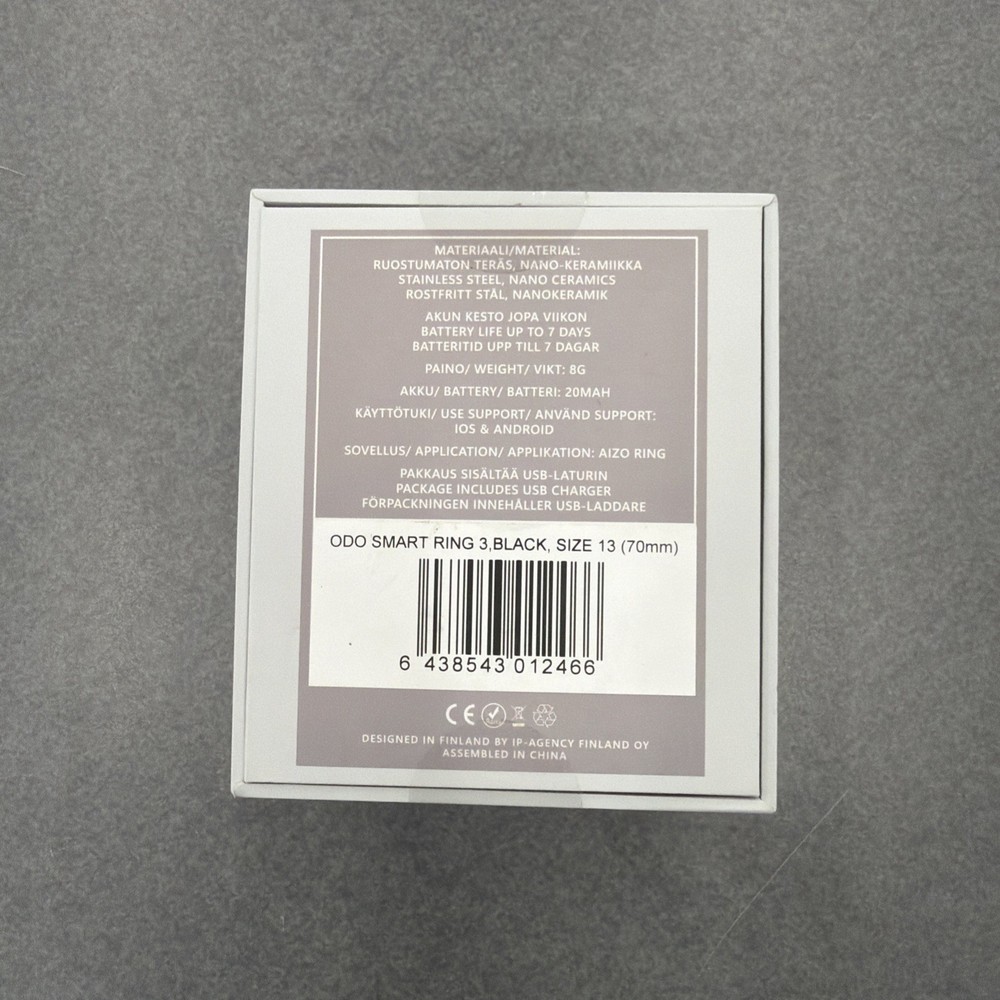 MATERIAALI/MATERIAL:
RUOSTUMATON TERÄS, NANO-KERAMIIKKA
STAINLESS STEEL, NANO CERAMICS
ROSTFRITT STÅL, NANOKERAMIK
AKUN KESTO JOPA VIIKON
BATTERY LIFE UP TO 7 DAYS
BATTERITID UPP TILL 7 DAGAR
PAINO/ WEIGHT/ VIKT: 8G
AKKU/ BATTERY/ BATTERI: 20MAH
KÄYTTÖTUKI/ USE SUPPORT/ ANVÄND SUPPORT:
IOS & ANDROID
SOVELLUS/ APPLICATION/ APPLIKATION: AIZO RING
PAKKAUS SISÄLTÄÄ USB-LATURIN
PACKAGE INCLUDES USB CHARGER
FÖRPACKNINGEN INNEHÅLLER USB-LADDARE
ODO SMART RING 3,BLACK, SIZE 13 (70mm)
6 438543 012466
CE
DESIGNED IN FINLAND BY IP-AGENCY FINLAND OY
ASSEMBLED IN CHINA